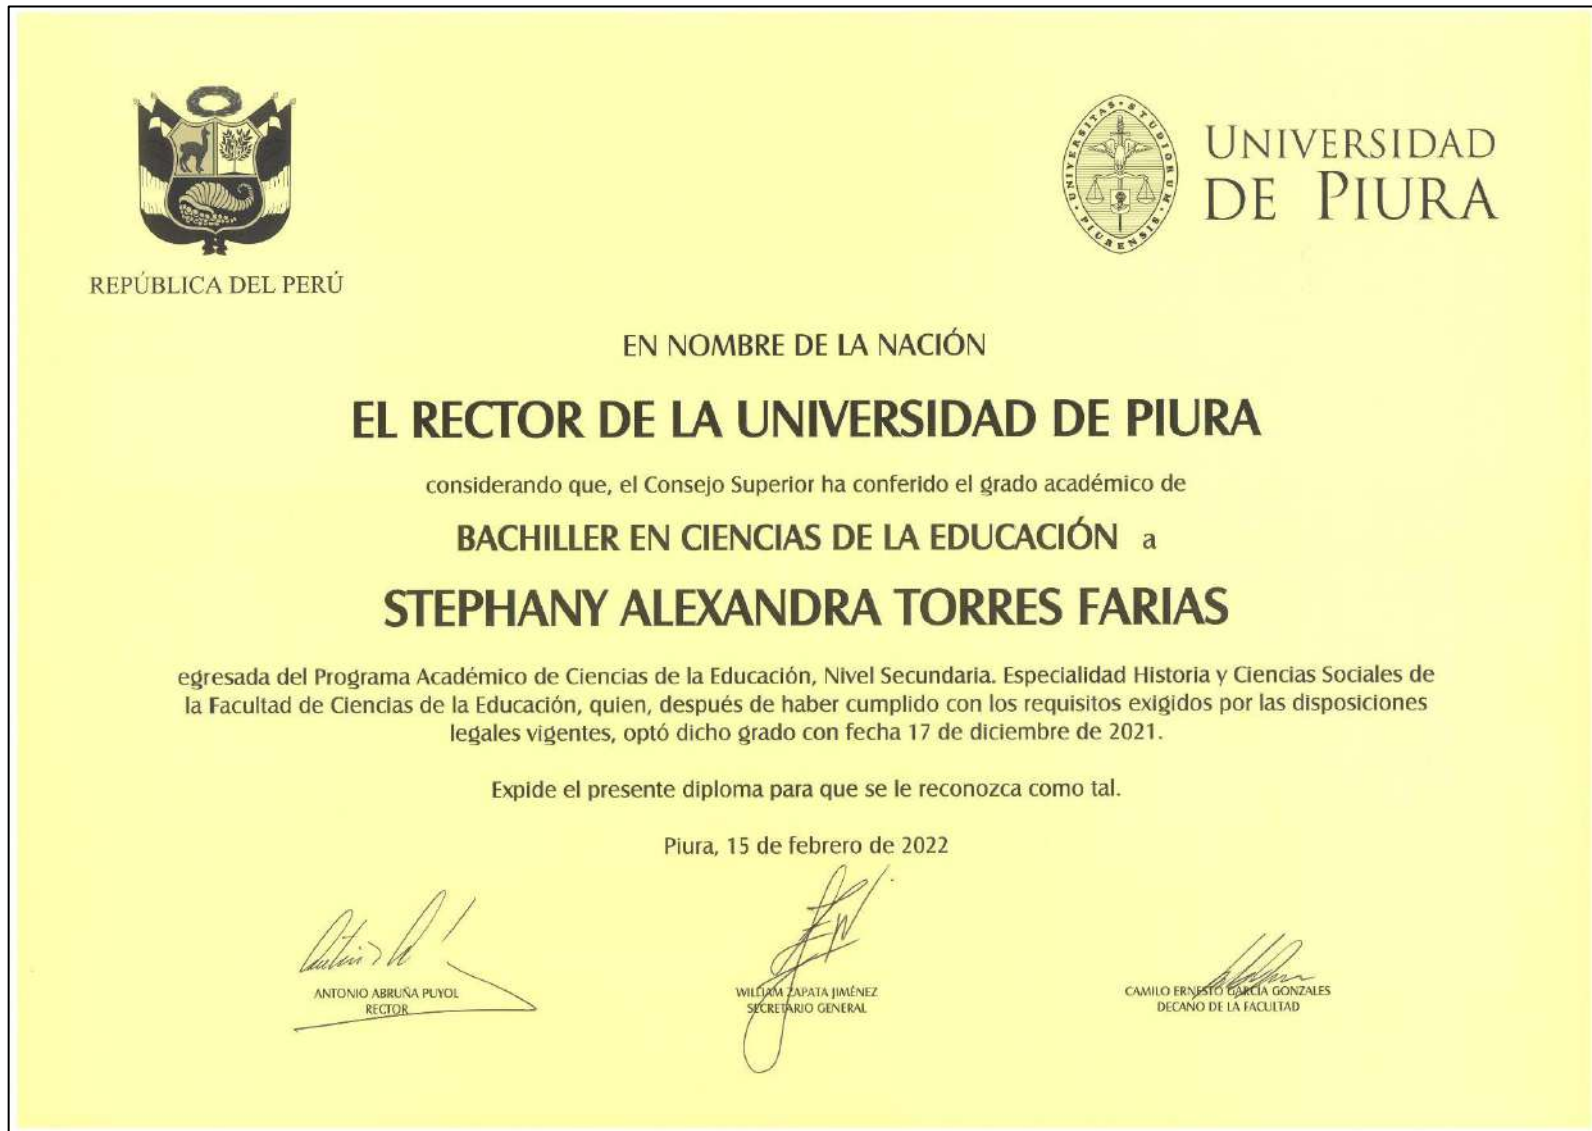 REPÚBLICA DEL PERÚ
UNIVERSITAS · STUDIORUM · PIURENSIS
UNIVERSIDAD
DE PIURA
EN NOMBRE DE LA NACIÓN
EL RECTOR DE LA UNIVERSIDAD DE PIURA
considerando que, el Consejo Superior ha conferido el grado académico de
BACHILLER EN CIENCIAS DE LA EDUCACIÓN a
STEPHANY ALEXANDRA TORRES FARIAS
egresada del Programa Académico de Ciencias de la Educación, Nivel Secundaria. Especialidad Historia y Ciencias Sociales de
la Facultad de Ciencias de la Educación, quien, después de haber cumplido con los requisitos exigidos por las disposiciones
legales vigentes, optó dicho grado con fecha 17 de diciembre de 2021.
Expide el presente diploma para que se le reconozca como tal.
Piura, 15 de febrero de 2022
ANTONIO ABRUÑA PUYOL
RECTOR
WILLIAM ZAPATA JIMÉNEZ
SECRETARIO GENERAL
CAMILO ERNESTO GARCÍA GONZALES
DECANO DE LA FACULTAD